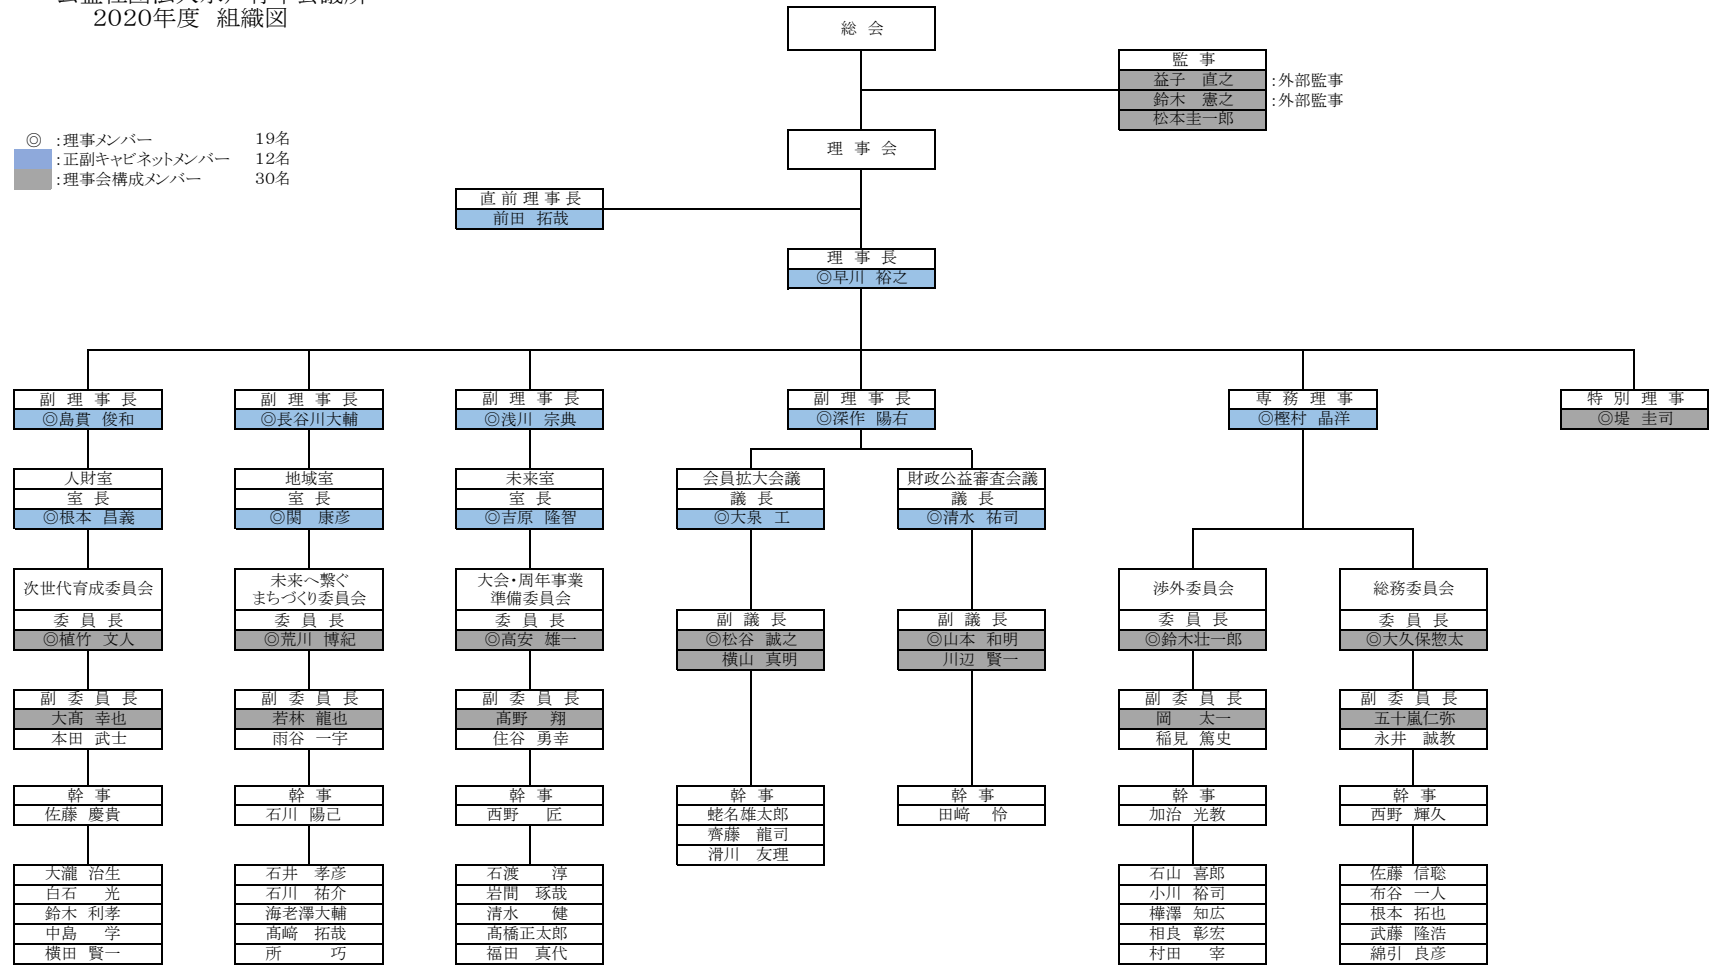 公益社団法人水戸青年会議所
2020年度 組織図
総 会
監 事
益子 直之 :外部監事
鈴木 憲之 :外部監事
松本圭一郎
◎ :理事メンバー 19名
:正副キャビネットメンバー 12名
:理事会構成メンバー 30名
理 事 会
直 前 理 事 長
前田 拓哉
理 事 長
◎早川 裕之
副 理 事 長
◎島貫 俊和
人財室
室 長
◎根本 昌義
次世代育成委員会
委 員 長
◎植竹 文人
副 委 員 長
大髙 幸也
本田 武士
幹 事
佐藤 慶貴
大瀧 治生
白石 光
鈴木 利孝
中島 学
横田 賢一
副 理 事 長
◎長谷川大輔
地域室
室 長
◎関 康彦
未来へ繋ぐ
まちづくり委員会
委 員 長
◎荒川 博紀
副 委 員 長
若林 龍也
雨谷 一宇
幹 事
石川 陽己
石井 孝彦
石川 祐介
海老澤大輔
髙﨑 拓哉
所 巧
副 理 事 長
◎浅川 宗典
未来室
室 長
◎吉原 隆智
大会・周年事業
準備委員会
委 員 長
◎高安 雄一
副 委 員 長
髙野 翔
住谷 勇幸
幹 事
西野 匠
石渡 淳
岩間 琢哉
清水 健
髙橋正太郎
福田 真代
副 理 事 長
◎深作 陽右
会員拡大会議
議 長
◎大泉 工
副 議 長
◎松谷 誠之
横山 真明
幹 事
蛯名雄太郎
齊藤 龍司
滑川 友理
財政公益審査会議
議 長
◎清水 祐司
副 議 長
◎山本 和明
川辺 賢一
幹 事
田﨑 怜
専 務 理 事
◎樫村 晶洋
渉外委員会
委 員 長
◎鈴木壮一郎
副 委 員 長
岡 太一
稲見 篤史
幹 事
加治 光教
石山 喜郎
小川 裕司
樺澤 知広
相良 彰宏
村田 宰
総務委員会
委 員 長
◎大久保惣太
副 委 員 長
五十嵐仁弥
永井 誠教
幹 事
西野 輝久
佐藤 信聡
布谷 一人
根本 拓也
武藤 隆浩
綿引 良彦
特 別 理 事
◎堤 圭司